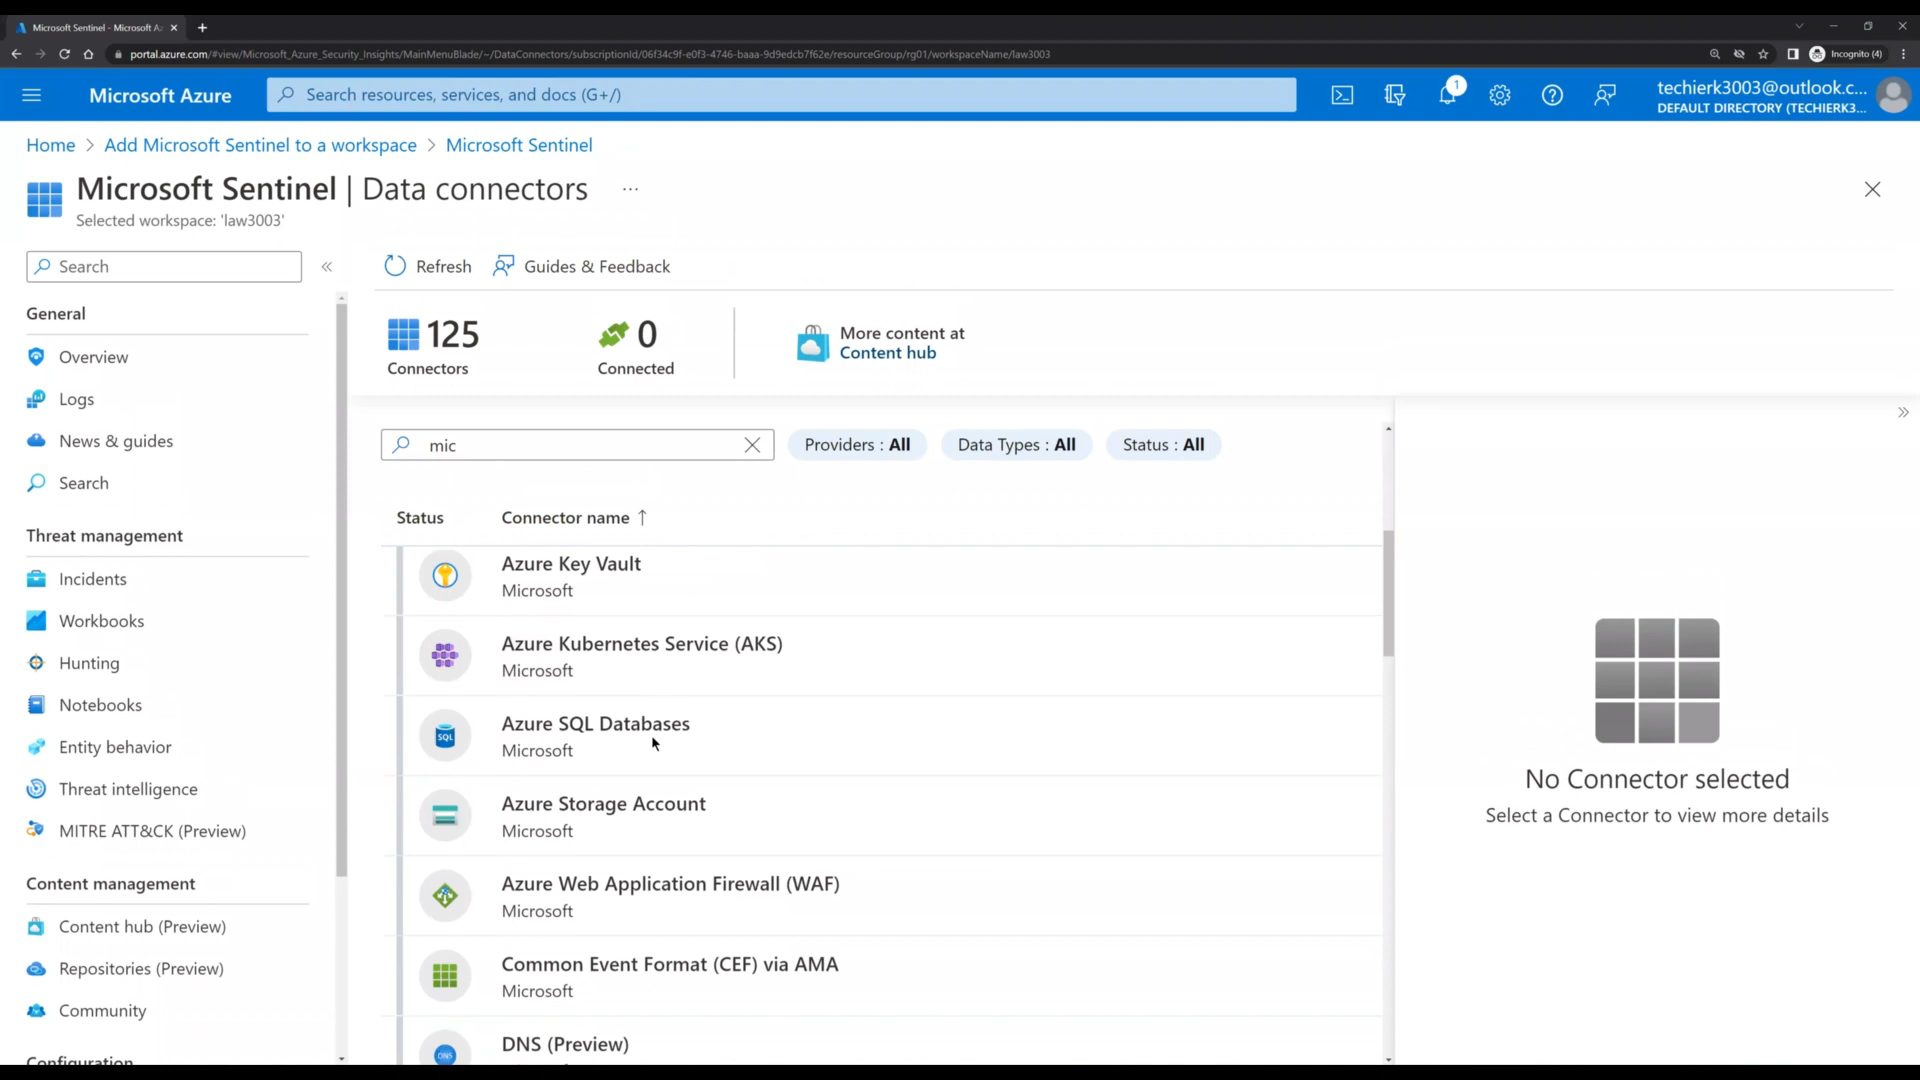 Microsoft Sentinel - Microsoft Az
portal.azure.com/#view/Microsoft_Azure_Security_Insights/MainMenuBlade/~/DataConnectors/subscriptionId/06f34c9f-e0f3-4746-baaa-9d9edcb7f62e/resourceGroup/rg01/workspaceName/law3003
Incognito (4)
Microsoft Azure
Search resources, services, and docs (G+/)
1
techierk3003@outlook.c...
DEFAULT DIRECTORY (TECHIERK3...
Home > Add Microsoft Sentinel to a workspace > Microsoft Sentinel
Microsoft Sentinel | Data connectors ...
Selected workspace: 'law3003'
Search
«
General
Overview
Logs
News & guides
Search
Threat management
Incidents
Workbooks
Hunting
Notebooks
Entity behavior
Threat intelligence
MITRE ATT&CK (Preview)
Content management
Content hub (Preview)
Repositories (Preview)
Community
Configuration
Refresh
Guides & Feedback
125
Connectors
0
Connected
More content at
Content hub
»
mic
Providers : All
Data Types : All
Status : All
Status
Connector name ↑
Azure Key Vault
Microsoft
Azure Kubernetes Service (AKS)
Microsoft
SQL
Azure SQL Databases
Microsoft
Azure Storage Account
Microsoft
Azure Web Application Firewall (WAF)
Microsoft
Common Event Format (CEF) via AMA
Microsoft
DNS
DNS (Preview)
No Connector selected
Select a Connector to view more details